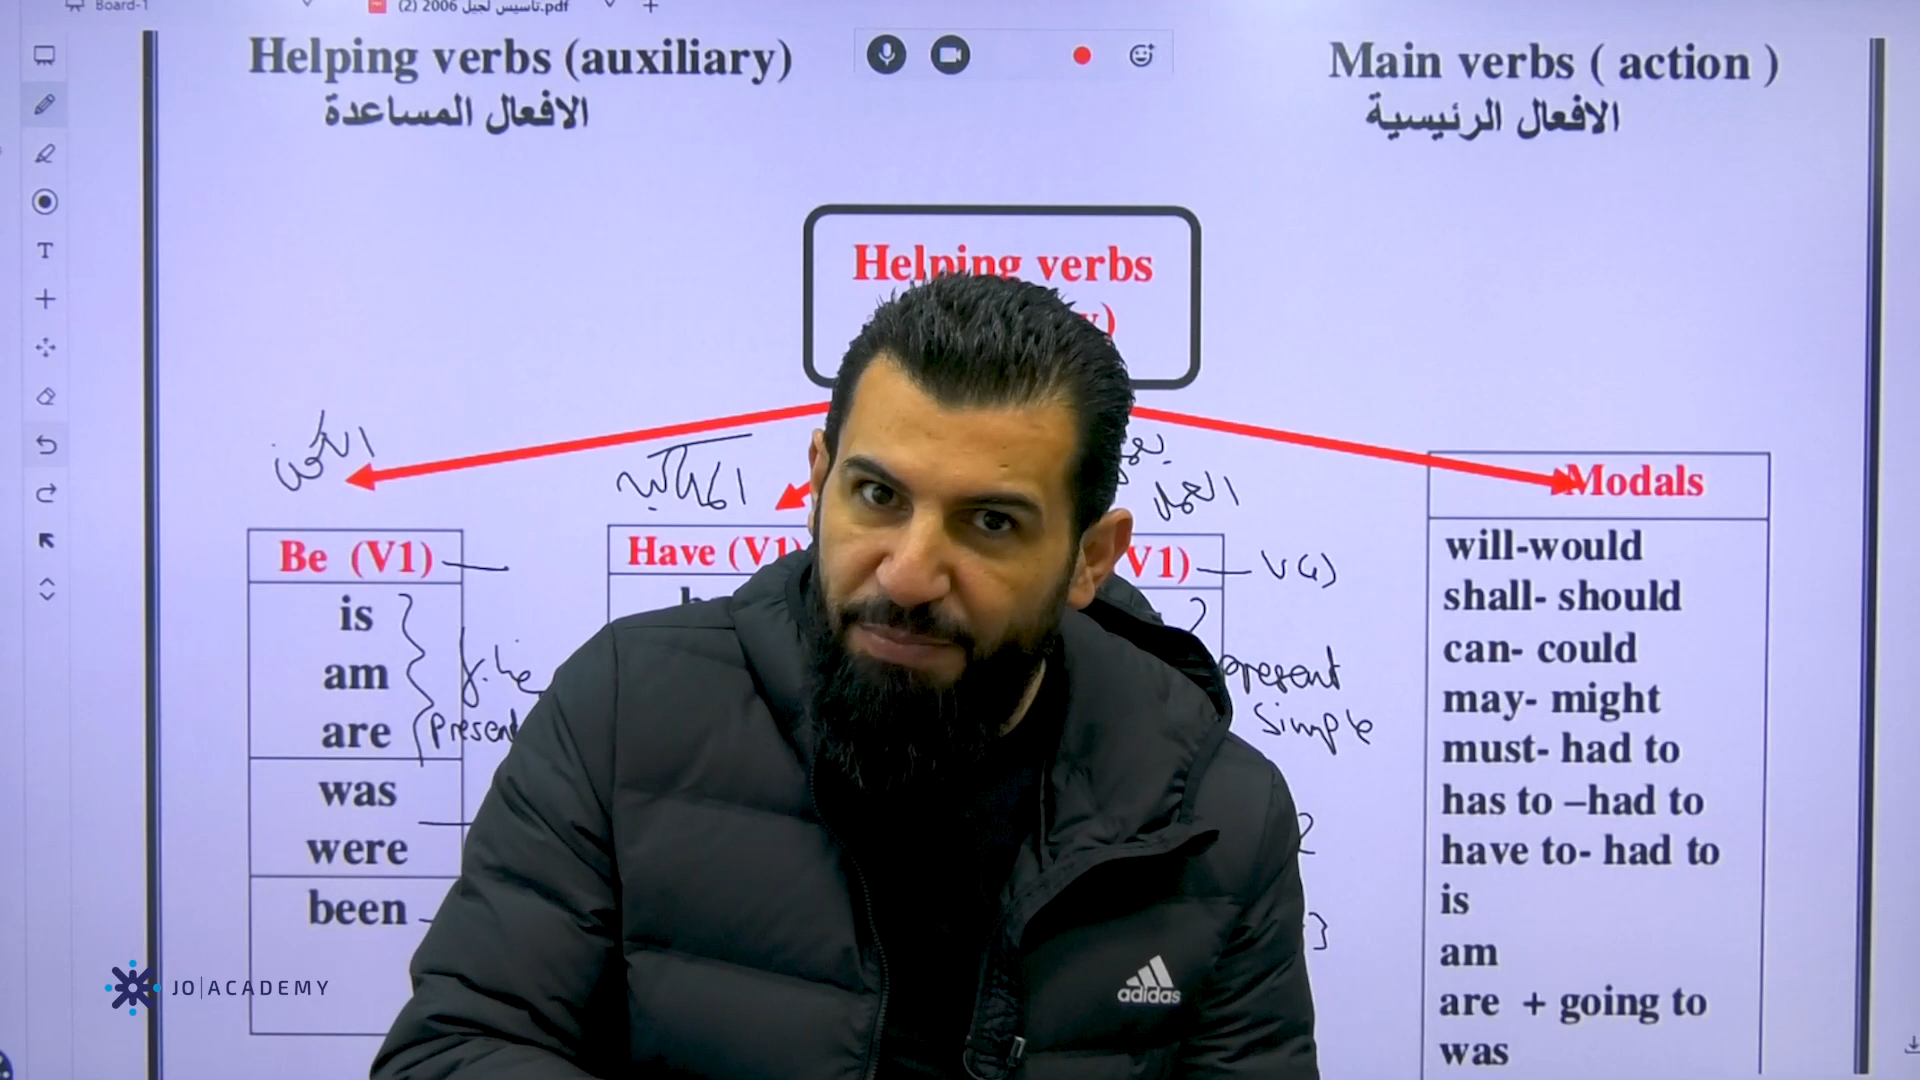 Board-1
تاسيس لجيل 2006 (2).pdf
Helping verbs (auxiliary)
الافعال المساعدة
Main verbs ( action )
الافعال الرئيسية
Helping verbs
Be (V1)
is
am
are
present
was
were
been
Have (V1)
V1)
V(1)
present
simple
Modals
will-would
shall- should
can- could
may- might
must- had to
has to –had to
have to- had to
is
am
are + going to
was
JO|ACADEMY
adidas